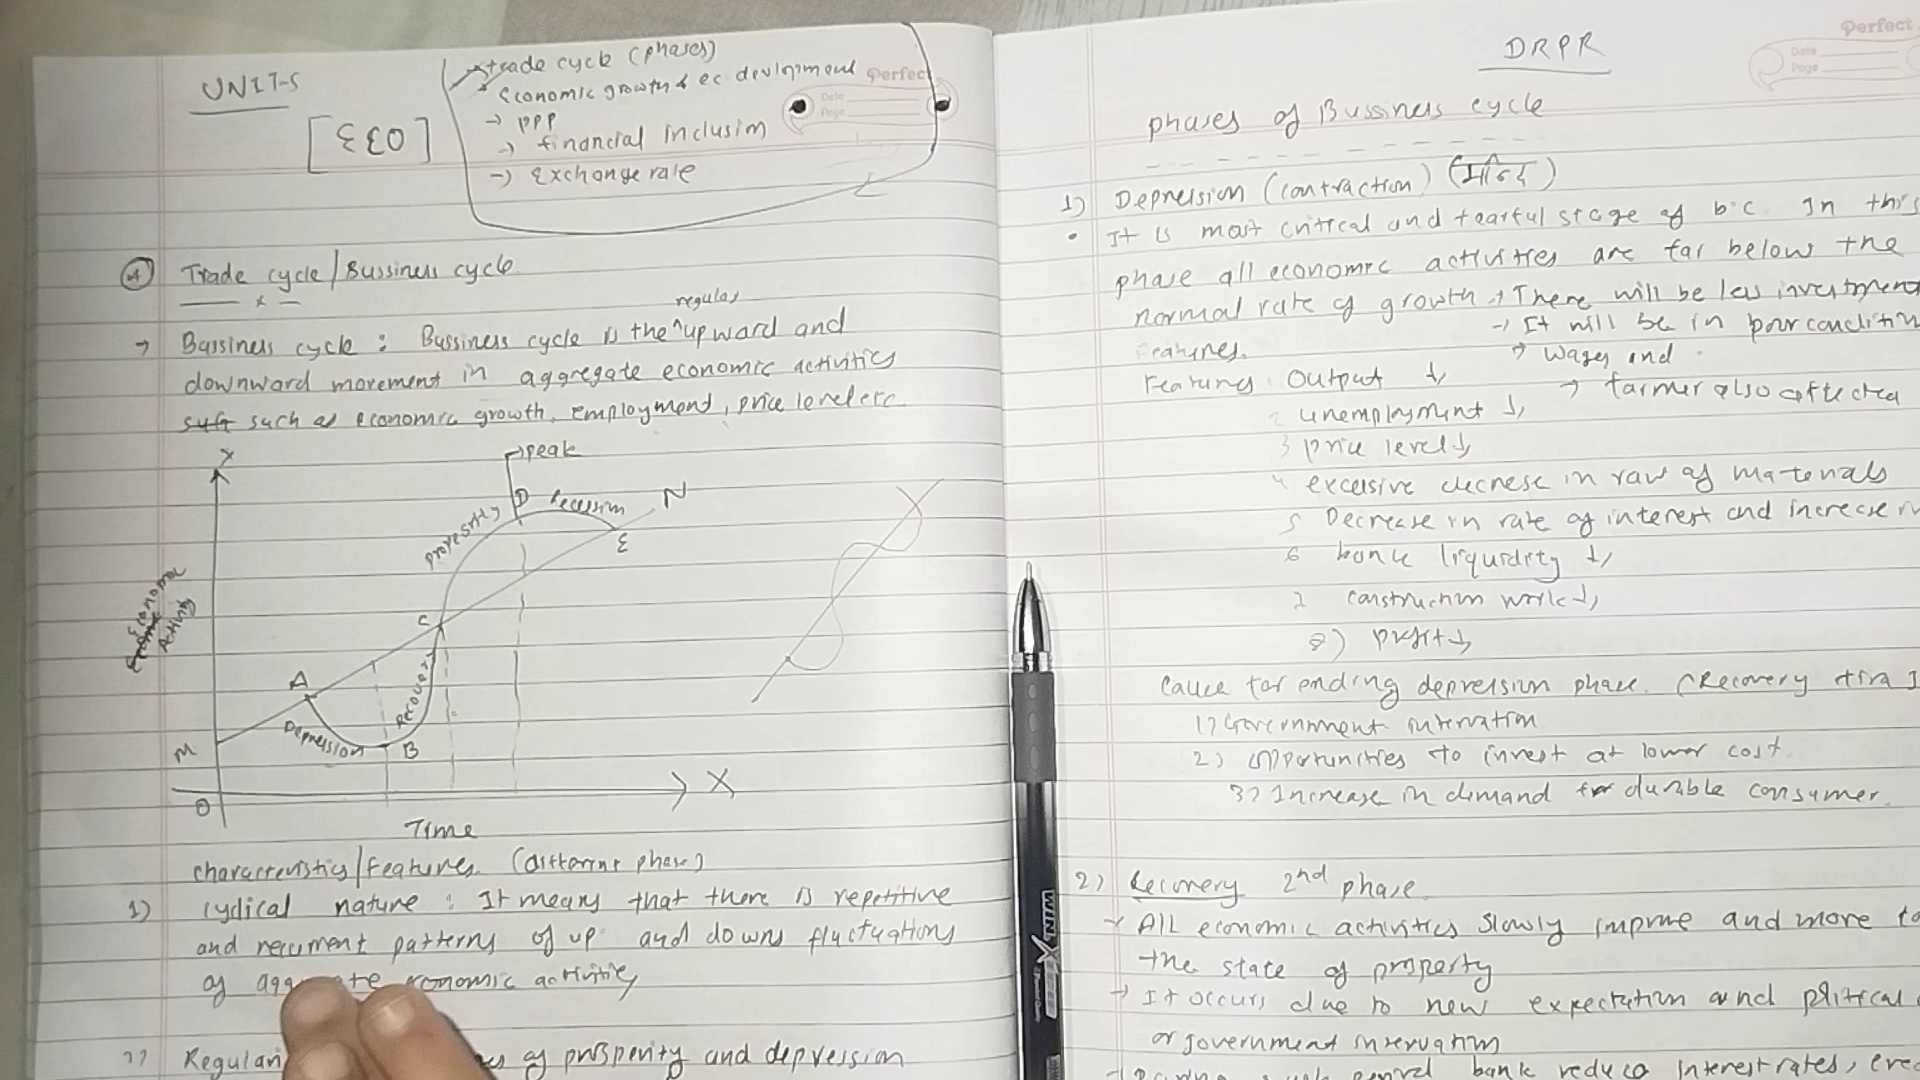 UNIT-5
[ εεO ]
trade cycle (phases)
Economic growth & ec devlopment
→ PPP
→ financial inclusion
→ Exchange rate
Perfect
Date
Page
Trade cycle / Bussiness cycle
→ Bussiness cycle : Bussiness cycle is the ^ regular upward and
downward movement in aggregate economic activities
such as economic growth, employment, price level etc
Y
peak
D Recession N
prosperity
E
Economic
Activity
C
A
Recovery
Depression
M B
O X
Time
characteristics / features (different phase)
1) cyclical nature : It means that there is repetitive
and recurrent patterns of up and downs fluctuations
of economic activities
2) of prosperity and depression
DRPR
Perfect
Date
Page
phases of Bussiness cycle
1) Depression (contraction)
• It is most critical and fearful stage of b.c. In this
phase all economic activities are far below the
normal rate of growth → There will be less investment
features. → It will be in poor condition
→ Wages and
Features : Output ↓ → farmer also affected
2 unemployment ↓
3 price level ↓
4 excessive decrese in raw of materials
5 Decrease in rate of interest and increase
6 bank liquidity ↓
7 construction work ↓
8) profit ↓
Cause for ending depression phase. (Recovery
1) Government intervation
2) opportunities to invest at lower cost.
3) Increase in demand for durable consumer.
2) Recovery 2nd phase
→ All economic activities slowly improve and more to
the state of property
→ It occurs due to new expectation and political
or government intervation
bank reduce interest rates,